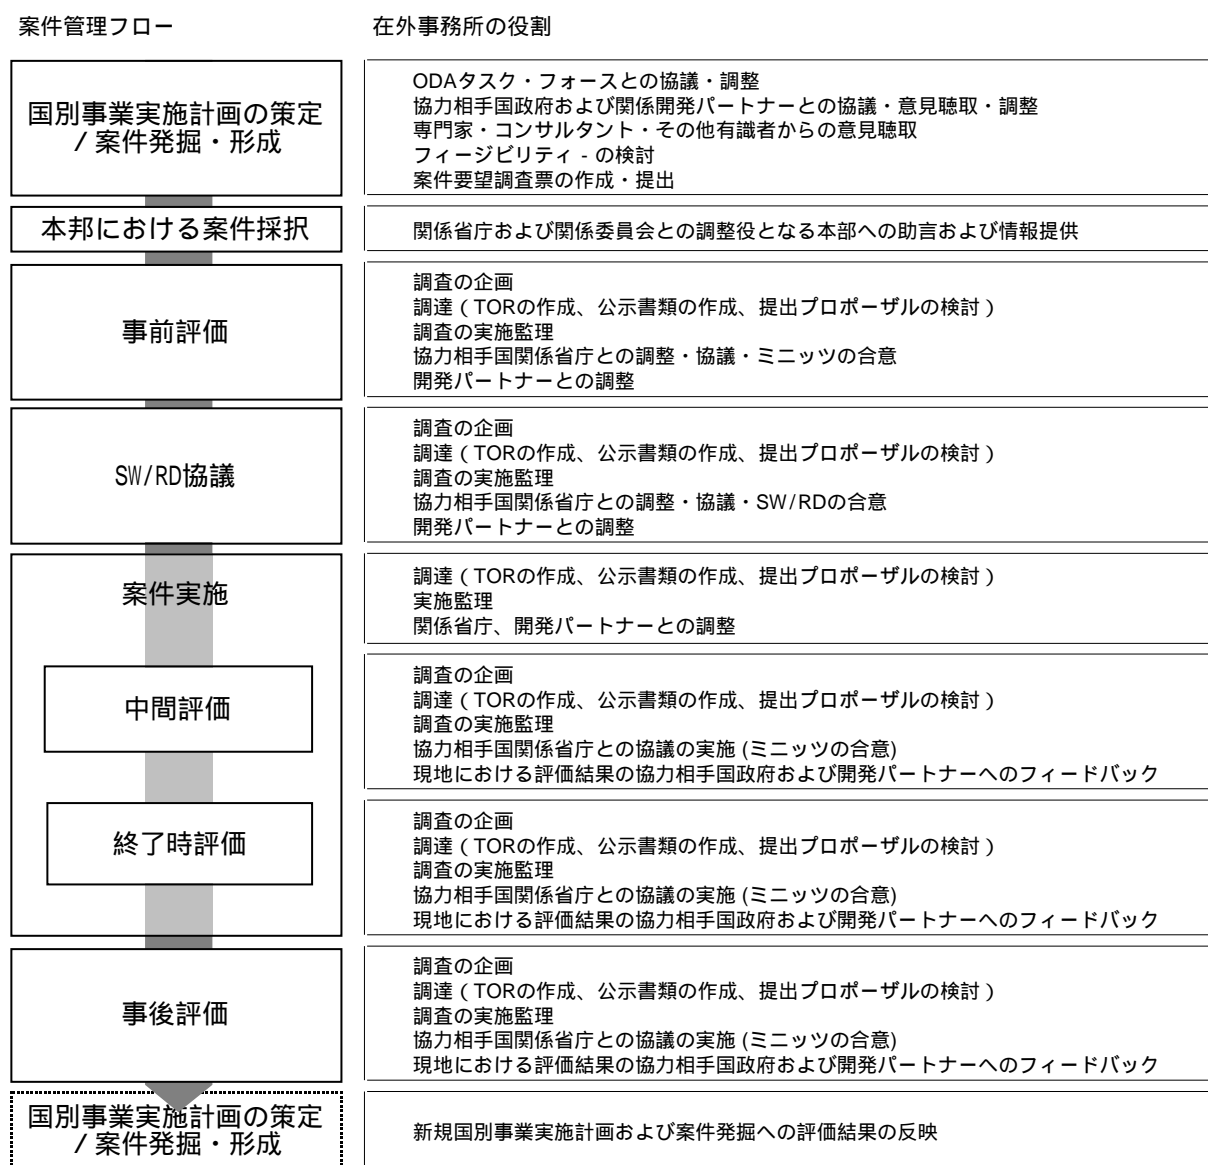 案件管理フロー 在外事務所の役割
国別事業実施計画の策定
/ 案件発掘・形成
ODAタスク・フォースとの協議・調整
協力相手国政府および関係開発パートナーとの協議・意見聴取・調整
専門家・コンサルタント・その他有識者からの意見聴取
フィージビリティ - の検討
案件要望調査票の作成・提出
本邦における案件採択
関係省庁および関係委員会との調整役となる本部への助言および情報提供
事前評価
調査の企画
調達（TORの作成、公示書類の作成、提出プロポーザルの検討）
調査の実施監理
協力相手国関係省庁との調整・協議・ミニッツの合意
開発パートナーとの調整
SW/RD協議
調査の企画
調達（TORの作成、公示書類の作成、提出プロポーザルの検討）
調査の実施監理
協力相手国関係省庁との調整・協議・SW/RDの合意
開発パートナーとの調整
案件実施
調達（TORの作成、公示書類の作成、提出プロポーザルの検討）
実施監理
関係省庁、開発パートナーとの調整
中間評価
調査の企画
調達（TORの作成、公示書類の作成、提出プロポーザルの検討）
調査の実施監理
協力相手国関係省庁との協議の実施 (ミニッツの合意)
現地における評価結果の協力相手国政府および開発パートナーへのフィードバック
終了時評価
調査の企画
調達（TORの作成、公示書類の作成、提出プロポーザルの検討）
調査の実施監理
協力相手国関係省庁との協議の実施 (ミニッツの合意)
現地における評価結果の協力相手国政府および開発パートナーへのフィードバック
事後評価
調査の企画
調達（TORの作成、公示書類の作成、提出プロポーザルの検討）
調査の実施監理
協力相手国関係省庁との協議の実施 (ミニッツの合意)
現地における評価結果の協力相手国政府および開発パートナーへのフィードバック
国別事業実施計画の策定
/ 案件発掘・形成
新規国別事業実施計画および案件発掘への評価結果の反映